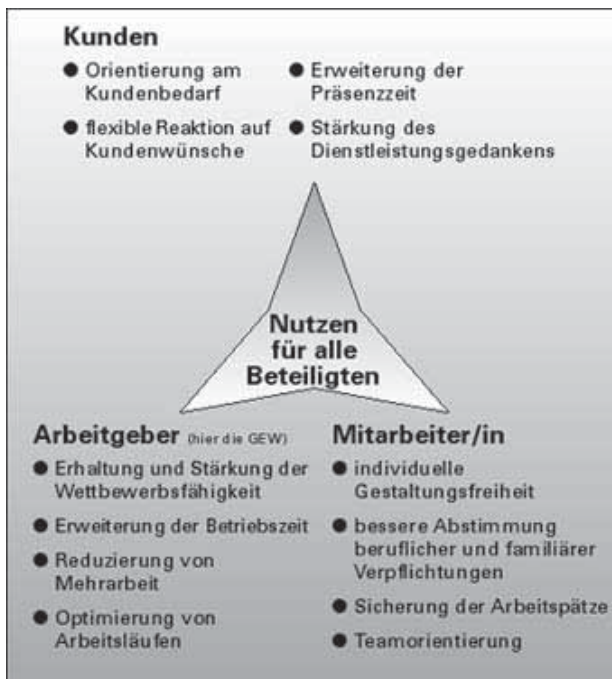 Kunden
● Orientierung am
Kundenbedarf
● flexible Reaktion auf
Kundenwünsche
● Erweiterung der
Präsenzzeit
● Stärkung des
Dienstleistungsgedankens
Nutzen
für alle
Beteiligten
Arbeitgeber (hier die GEW)
● Erhaltung und Stärkung der
Wettbewerbsfähigkeit
● Erweiterung der Betriebszeit
● Reduzierung von
Mehrarbeit
● Optimierung von
Arbeitsläufen
Mitarbeiter/in
● individuelle
Gestaltungsfreiheit
● bessere Abstimmung
beruflicher und familiärer
Verpflichtungen
● Sicherung der Arbeitspätze
● Teamorientierung